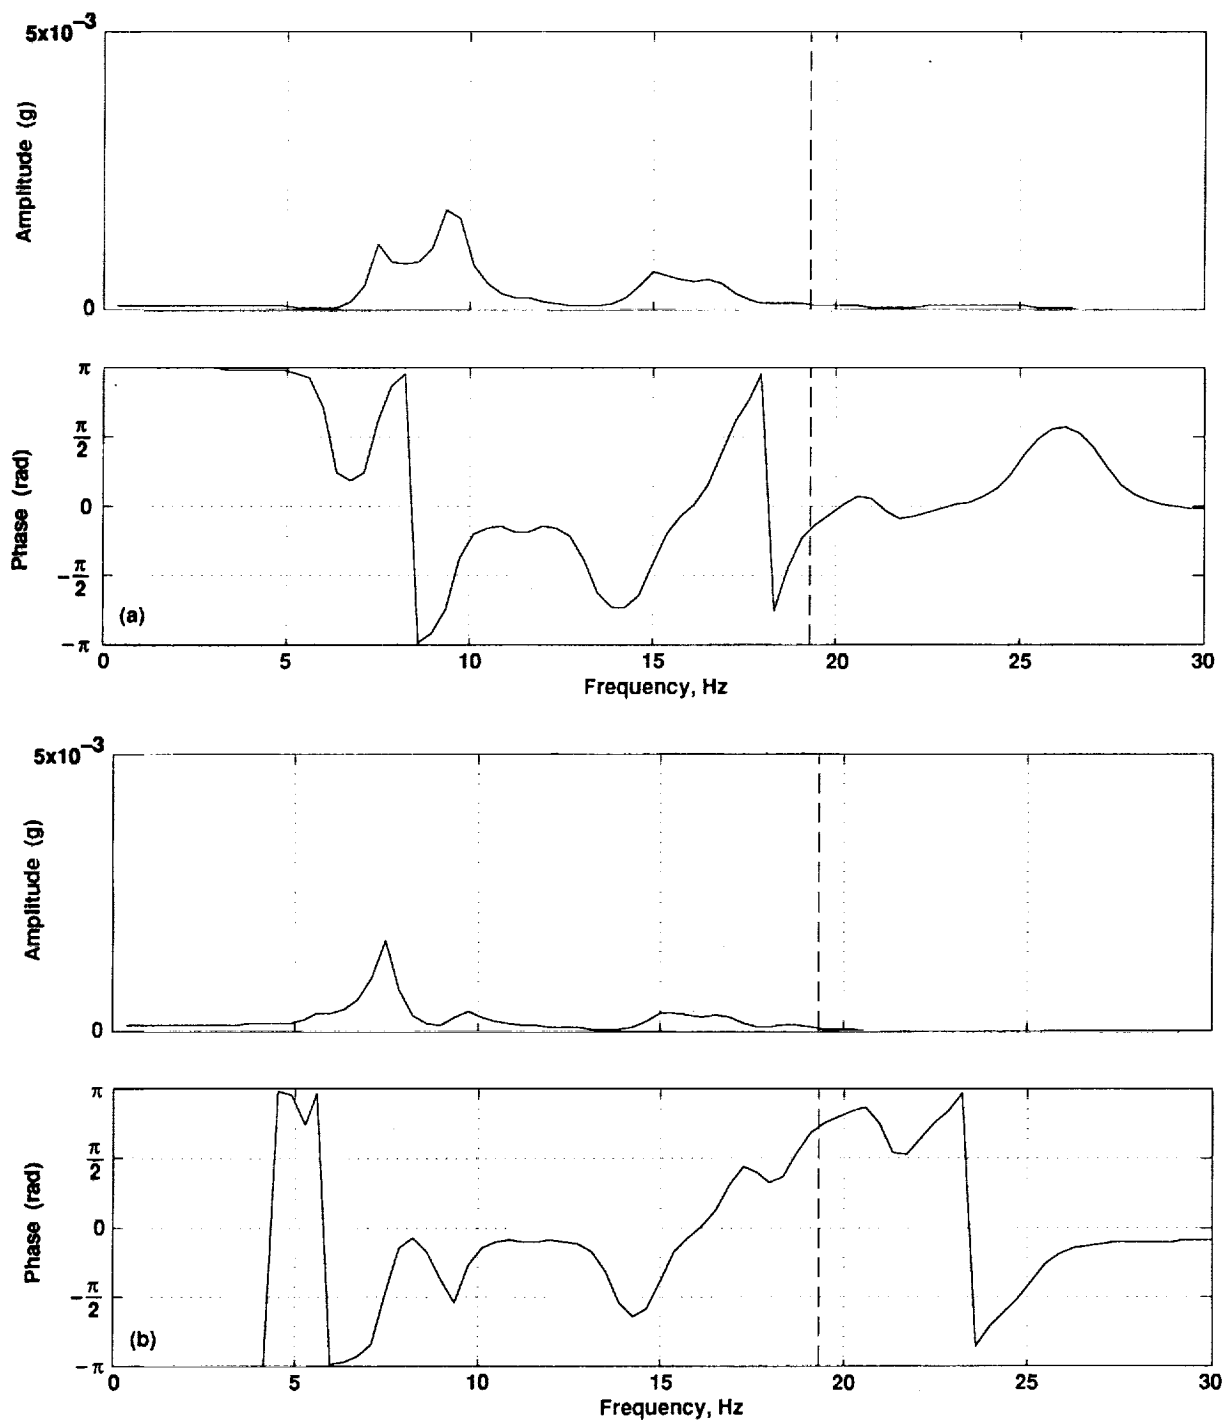 5x10⁻³
Amplitude (g)
0
π
π/2
0
Phase (rad)
−π/2
(a)
−π
0 5 10 15 20 25 30
Frequency, Hz
5x10⁻³
Amplitude (g)
0
π
π/2
0
Phase (rad)
−π/2
(b)
−π
0 5 10 15 20 25 30
Frequency, Hz